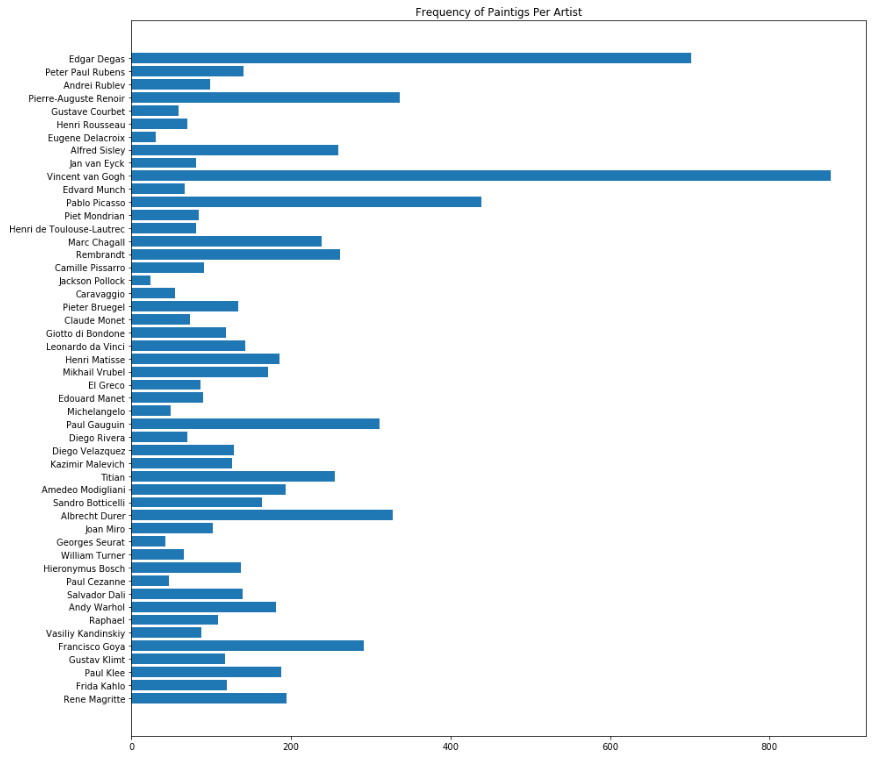 Frequency of Paintigs Per Artist
Edgar Degas
Peter Paul Rubens
Andrei Rublev
Pierre-Auguste Renoir
Gustave Courbet
Henri Rousseau
Eugene Delacroix
Alfred Sisley
Jan van Eyck
Vincent van Gogh
Edvard Munch
Pablo Picasso
Piet Mondrian
Henri de Toulouse-Lautrec
Marc Chagall
Rembrandt
Camille Pissarro
Jackson Pollock
Caravaggio
Pieter Bruegel
Claude Monet
Giotto di Bondone
Leonardo da Vinci
Henri Matisse
Mikhail Vrubel
El Greco
Edouard Manet
Michelangelo
Paul Gauguin
Diego Rivera
Diego Velazquez
Kazimir Malevich
Titian
Amedeo Modigliani
Sandro Botticelli
Albrecht Durer
Joan Miro
Georges Seurat
William Turner
Hieronymus Bosch
Paul Cezanne
Salvador Dali
Andy Warhol
Raphael
Vasiliy Kandinskiy
Francisco Goya
Gustav Klimt
Paul Klee
Frida Kahlo
Rene Magritte
0 200 400 600 800